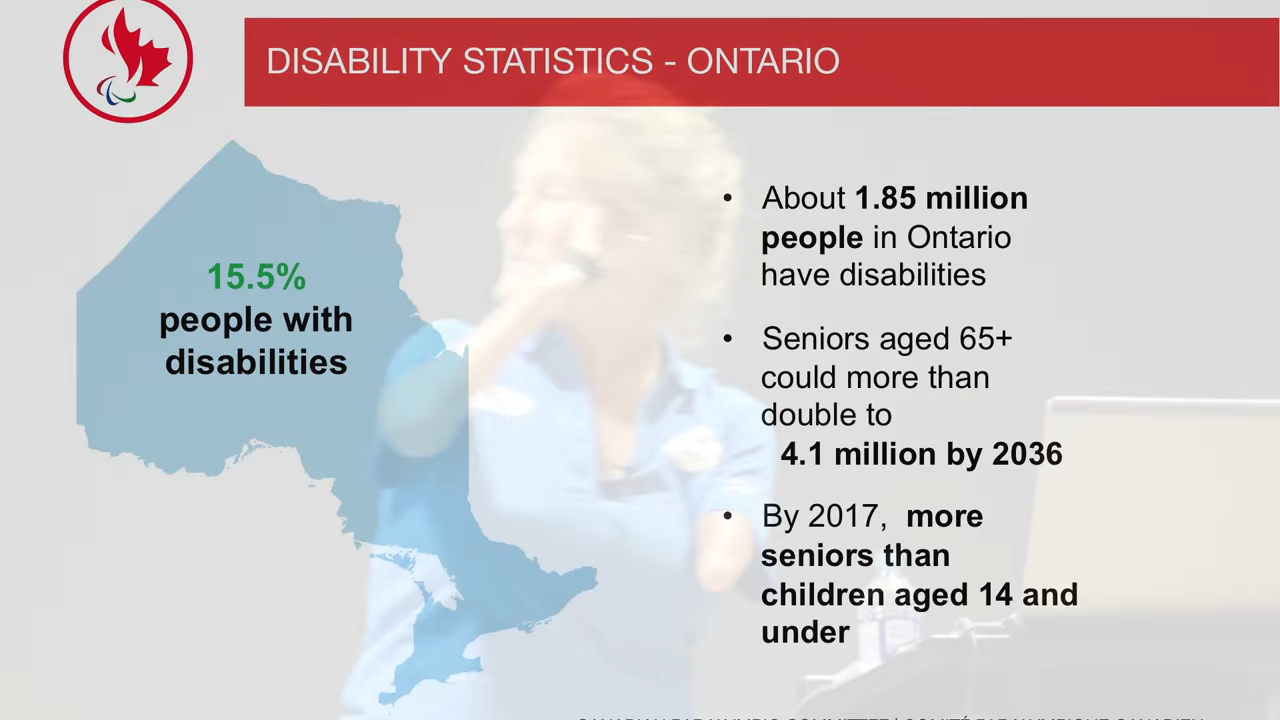 DISABILITY STATISTICS - ONTARIO
15.5%
people with
disabilities
• About 1.85 million
people in Ontario
have disabilities
• Seniors aged 65+
could more than
double to
4.1 million by 2036
• By 2017, more
seniors than
children aged 14 and
under